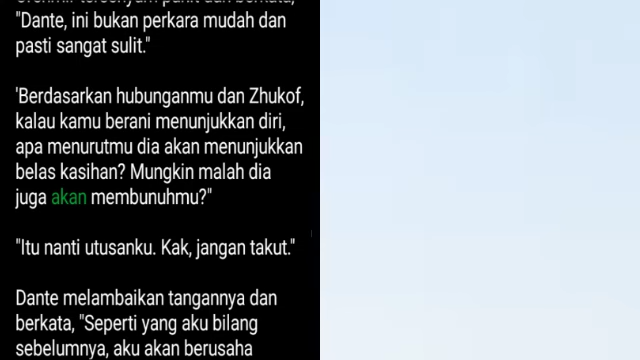 "Dante, ini bukan perkara mudah dan
pasti sangat sulit."
'Berdasarkan hubunganmu dan Zhukof,
kalau kamu berani menunjukkan diri,
apa menurutmu dia akan menunjukkan
belas kasihan? Mungkin malah dia
juga akan membunuhmu?"
"Itu nanti utusanku. Kak, jangan takut."
Dante melambaikan tangannya dan
berkata, "Seperti yang aku bilang
sebelumnya, aku akan berusaha